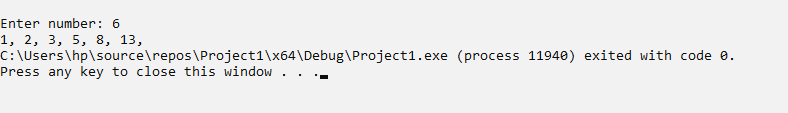 Enter number: 6
1, 2, 3, 5, 8, 13,
C:\Users\hp\source\repos\Project1\x64\Debug\Project1.exe (process 11940) exited with code 0.
Press any key to close this window . . .